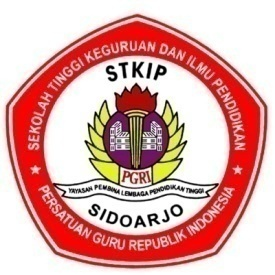 SEKOLAH TINGGI KEGURUAN DAN ILMU PENDIDIKAN
STKIP
PGRI
YAYASAN PEMBINA LEMBAGA PENDIDIKAN TINGGI
SIDOARJO
PERSATUAN GURU REPUBLIK INDONESIA